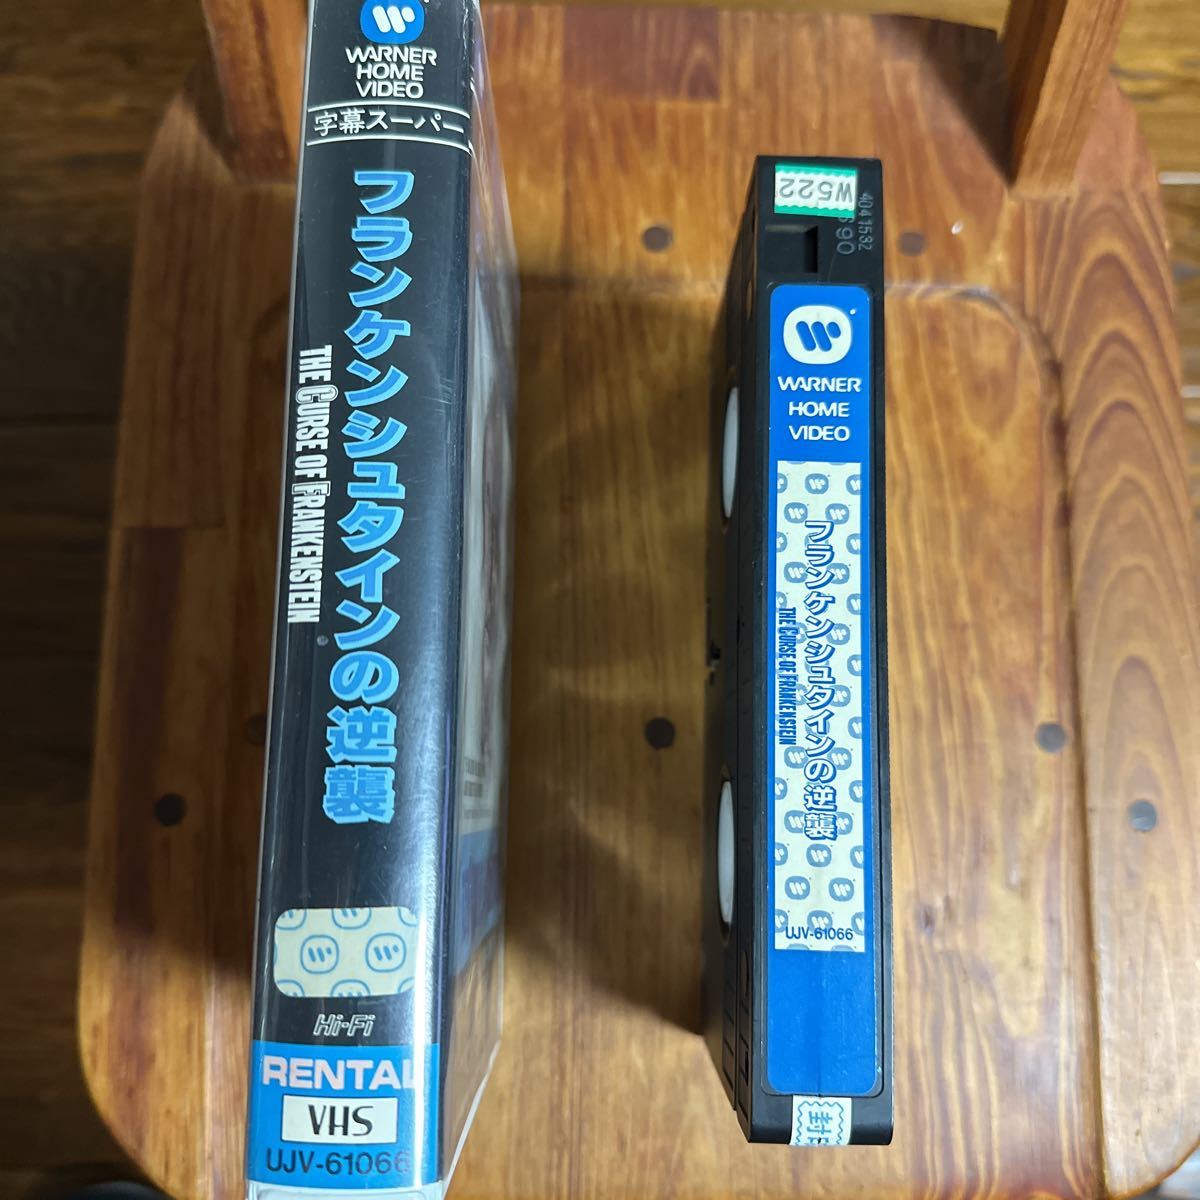 WARNER
HOME
VIDEO
字幕スーパー
フランケンシュタインの逆襲
THE CURSE OF FRANKENSTEIN
Hi-Fi
RENTAL
VHS
UJV-61066
W522
4041532
WARNER
HOME
VIDEO
フランケンシュタインの逆襲
THE CURSE OF FRANKENSTEIN
UJV-61066